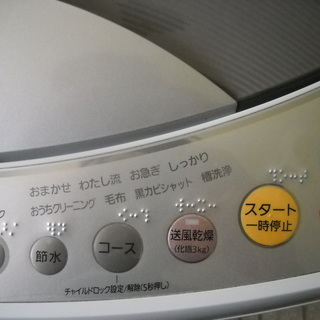 おまかせ わたし流 お急ぎ しっかり
おうちクリーニング 毛布 黒カビシャット 槽洗浄
ク
節水
コース
送風乾燥
(化繊3kg)
スタート
一時停止
チャイルドロック設定/解除(5秒押し)